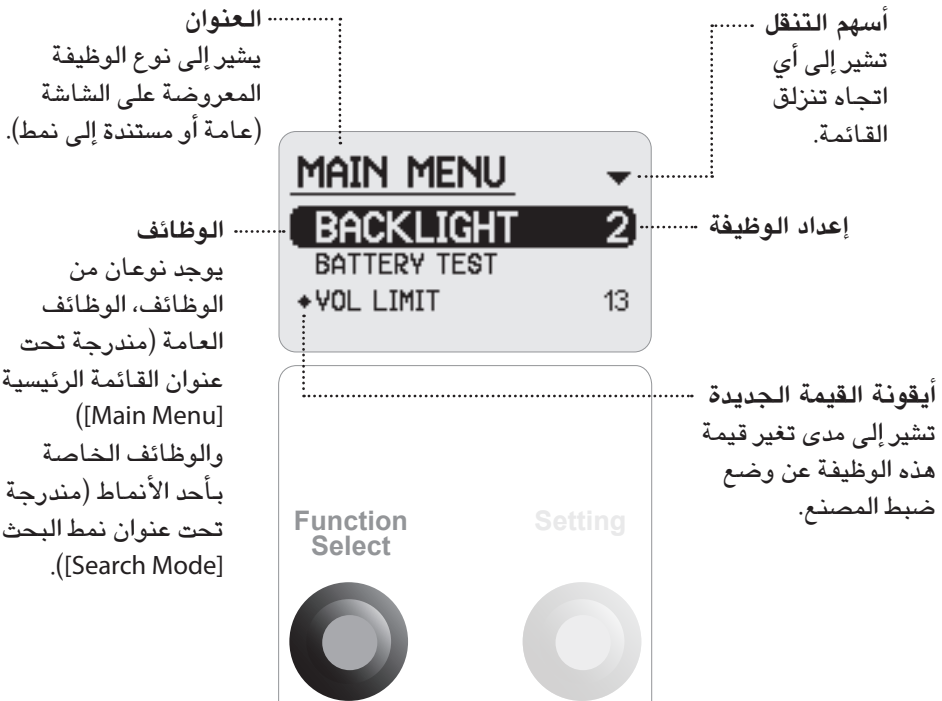 أسهم التنقل
تشير إلى أي
اتجاه تنزلق
القائمة.
العنوان
يشير إلى نوع الوظيفة
المعروضة على الشاشة
(عامة أو مستندة إلى نمط).
MAIN MENU
BACKLIGHT 2
BATTERY TEST
VOL LIMIT 13
إعداد الوظيفة
الوظائف
يوجد نوعان من
الوظائف، الوظائف
العامة (مندرجة تحت
عنوان القائمة الرئيسية
[Main Menu])
والوظائف الخاصة
بأحد الأنماط (مندرجة
تحت عنوان نمط البحث
[Search Mode]).
أيقونة القيمة الجديدة
تشير إلى مدى تغير قيمة
هذه الوظيفة عن وضع
ضبط المصنع.
Function
Select
Setting